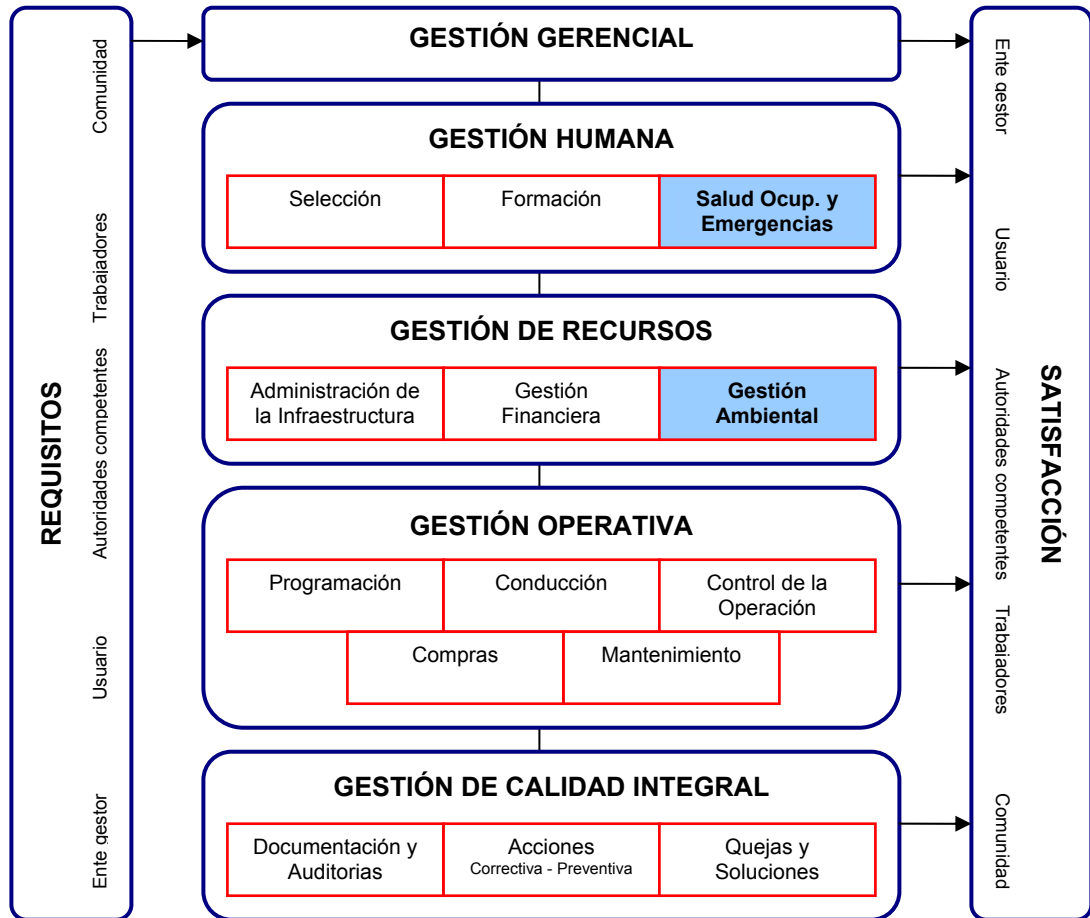 REQUISITOS
Comunidad
Trabaiadores
Autoridades competentes
Usuario
Ente gestor
GESTIÓN GERENCIAL
GESTIÓN HUMANA
Selección
Formación
Salud Ocup. y
Emergencias
GESTIÓN DE RECURSOS
Administración de
la Infraestructura
Gestión
Financiera
Gestión
Ambiental
GESTIÓN OPERATIVA
Programación
Conducción
Control de la
Operación
Compras
Mantenimiento
GESTIÓN DE CALIDAD INTEGRAL
Documentación y
Auditorias
Acciones
Correctiva - Preventiva
Quejas y
Soluciones
Ente gestor
Usuario
Autoridades competentes
Trabaiadores
Comunidad
SATISFACCIÓN